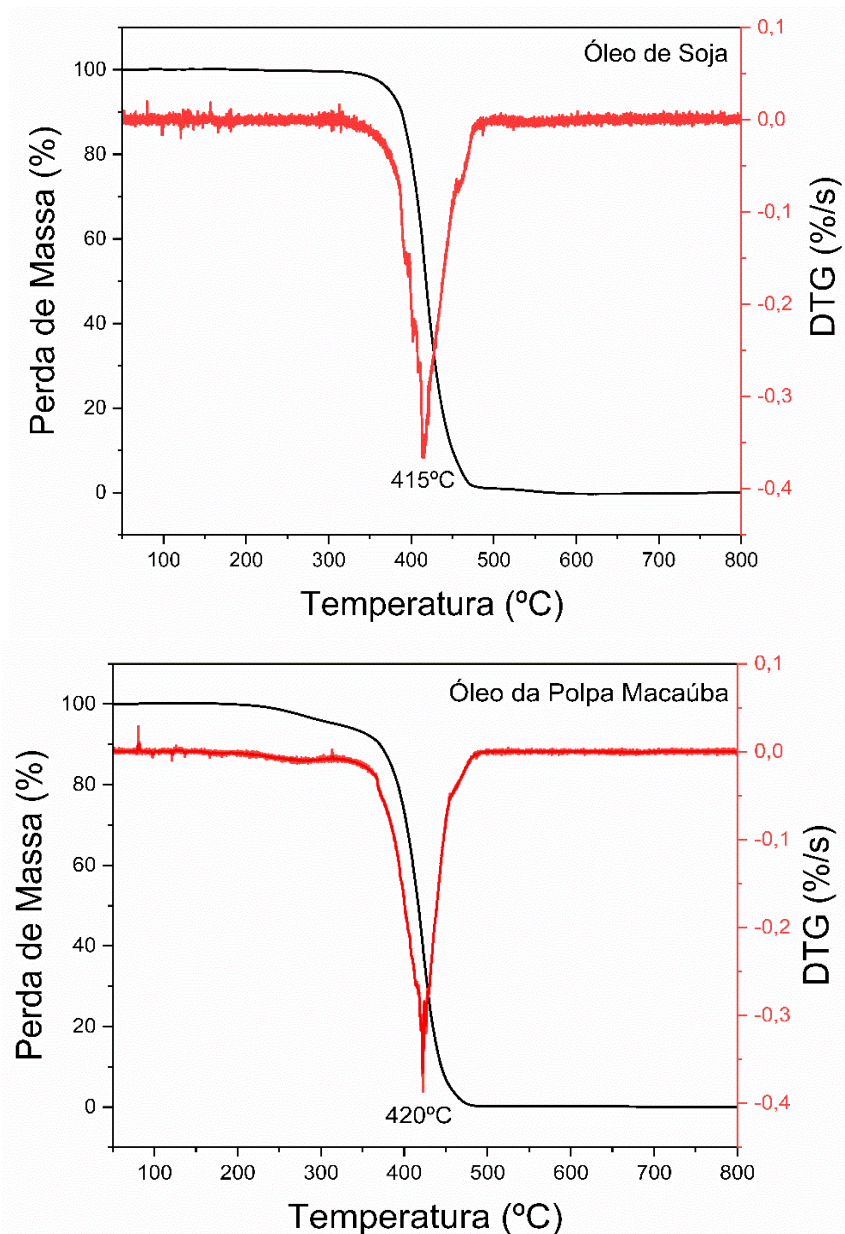 Óleo de Soja
Perda de Massa (%)
100
80
60
40
20
0
0,1
0,0
-0,1
-0,2
-0,3
-0,4
DTG (%/s)
415ºC
100 200 300 400 500 600 700 800
Temperatura (ºC)
Óleo da Polpa Macaúba
Perda de Massa (%)
100
80
60
40
20
0
0,1
0,0
-0,1
-0,2
-0,3
-0,4
DTG (%/s)
420ºC
100 200 300 400 500 600 700 800
Temperatura (ºC)